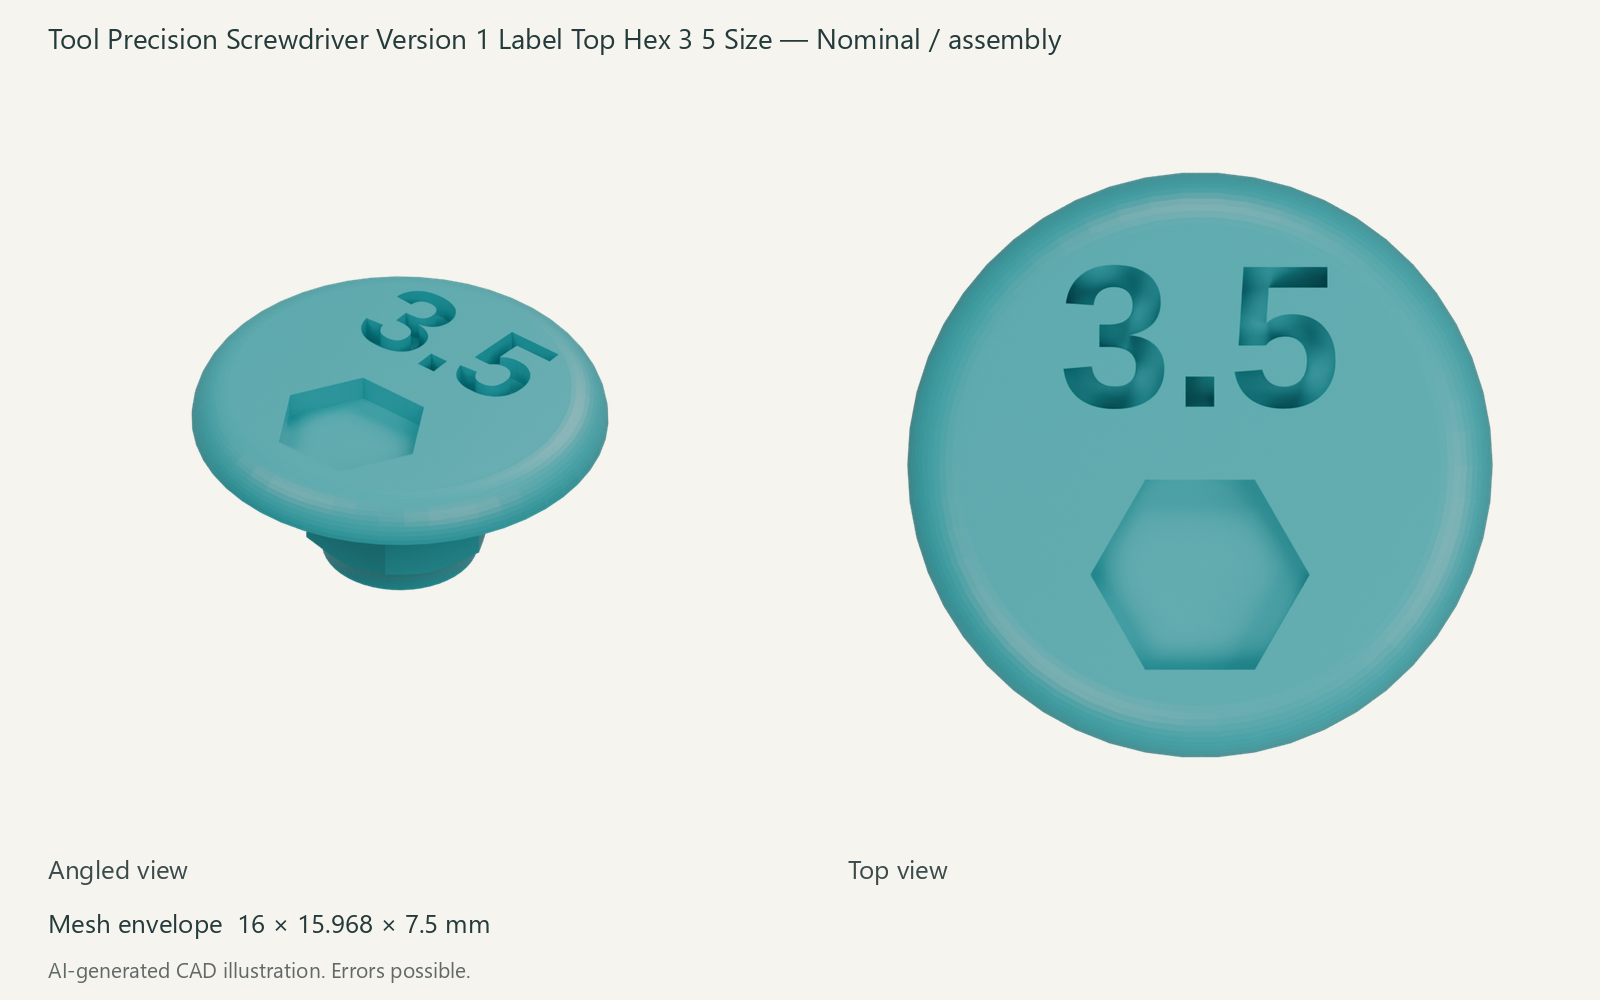 Tool Precision Screwdriver Version 1 Label Top Hex 3 5 Size — Nominal / assembly
3.5
3.5
Angled view
Top view
Mesh envelope  16 × 15.968 × 7.5 mm
AI-generated CAD illustration. Errors possible.